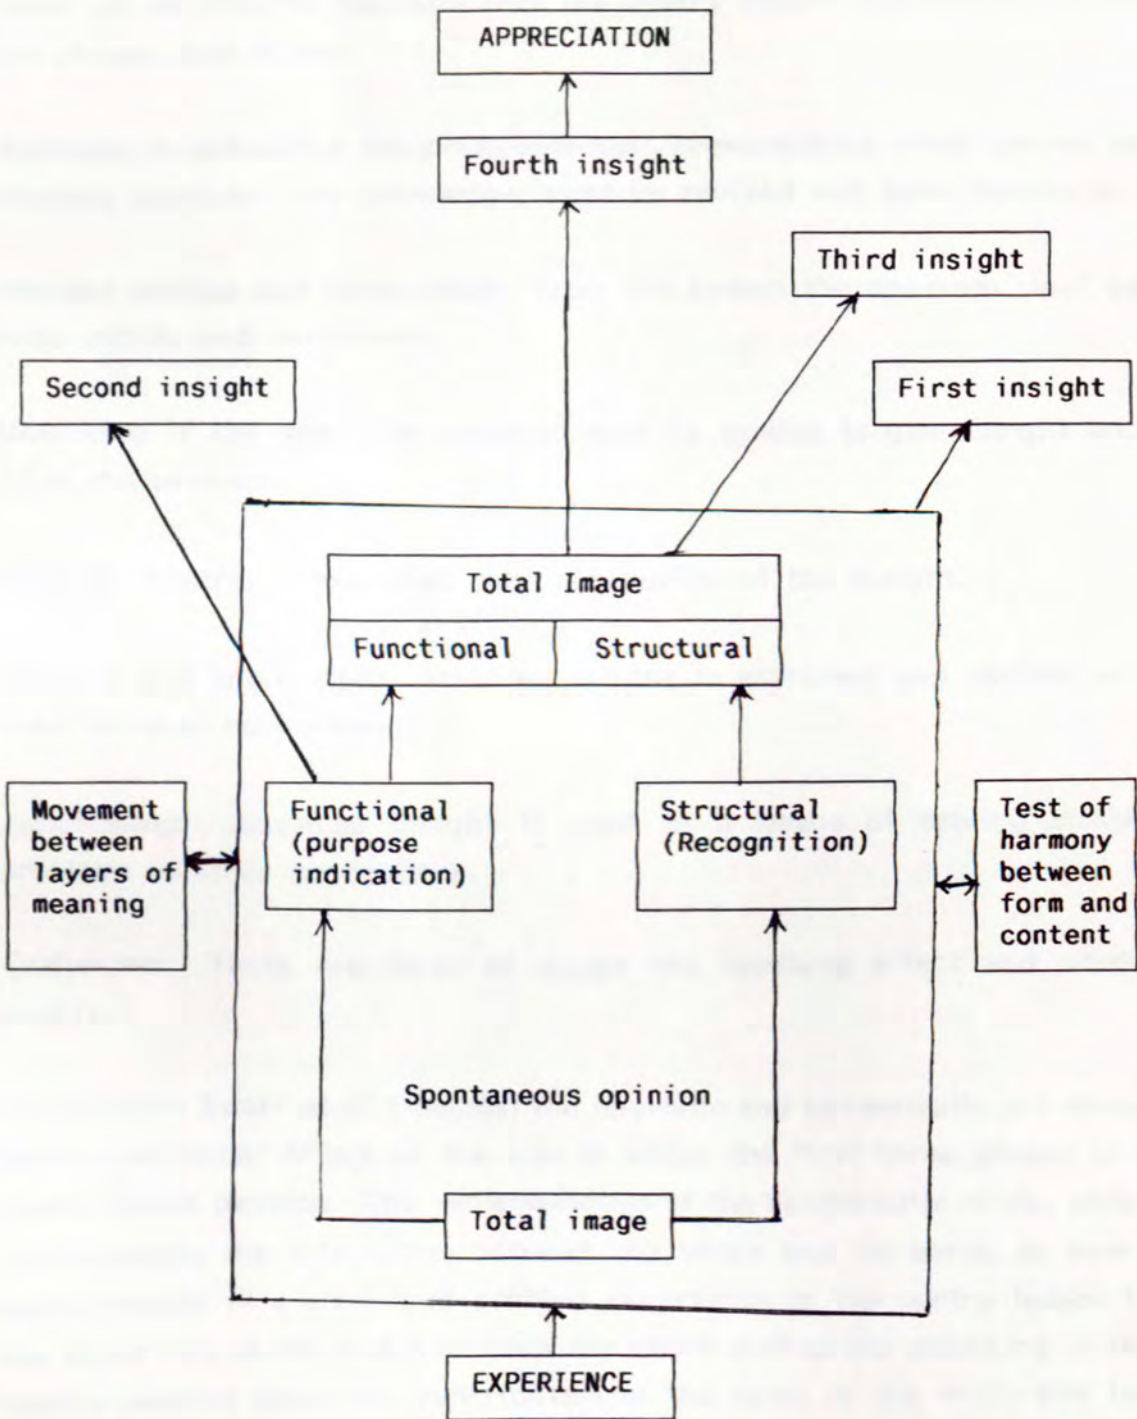 APPRECIATION
Fourth insight
Third insight
Second insight
First insight
Total Image
Functional
Structural
Movement
between
layers of
meaning
Functional
(purpose
indication)
Structural
(Recognition)
Test of
harmony
between
form and
content
Spontaneous opinion
Total image
EXPERIENCE